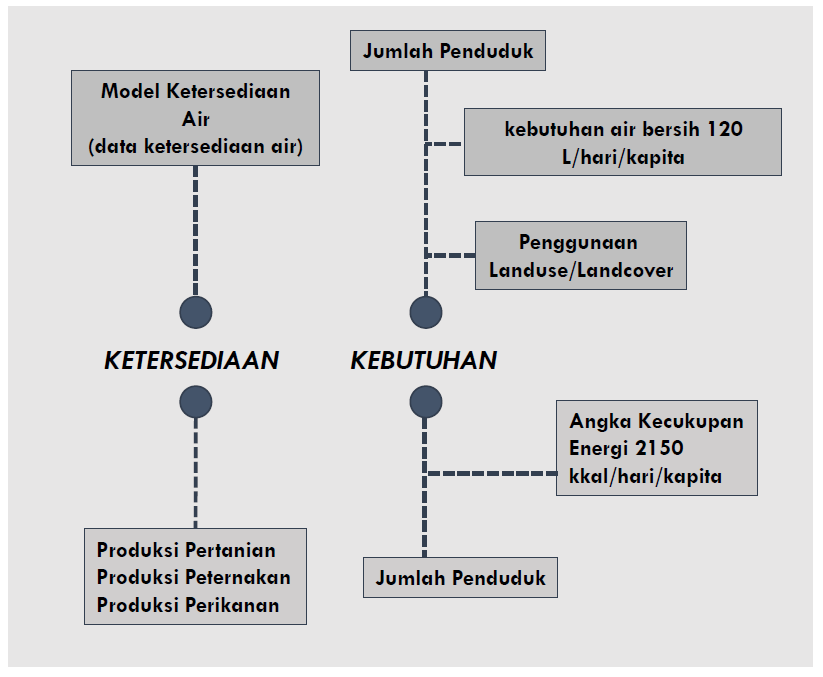 Jumlah Penduduk
Model Ketersediaan
Air
(data ketersediaan air)
kebutuhan air bersih 120
L/hari/kapita
Penggunaan
Landuse/Landcover
KETERSEDIAAN
KEBUTUHAN
Angka Kecukupan
Energi 2150
kkal/hari/kapita
Produksi Pertanian
Produksi Peternakan
Produksi Perikanan
Jumlah Penduduk